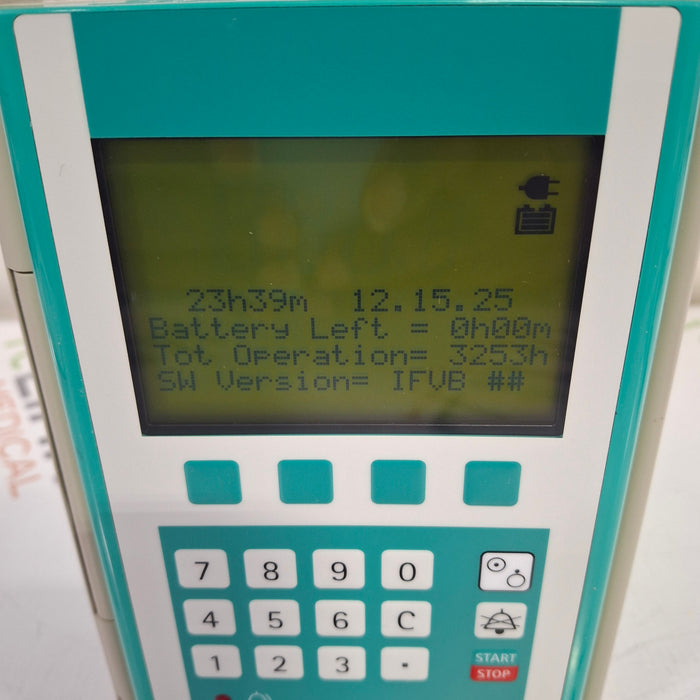 23h39m 12.15.25
Battery Left = 0h00m
Tot Operation= 3253h
SW Version= IFVB ##
7 8 9 0
4 5 6 C
1 2 3 .
START
STOP
MEDICAL